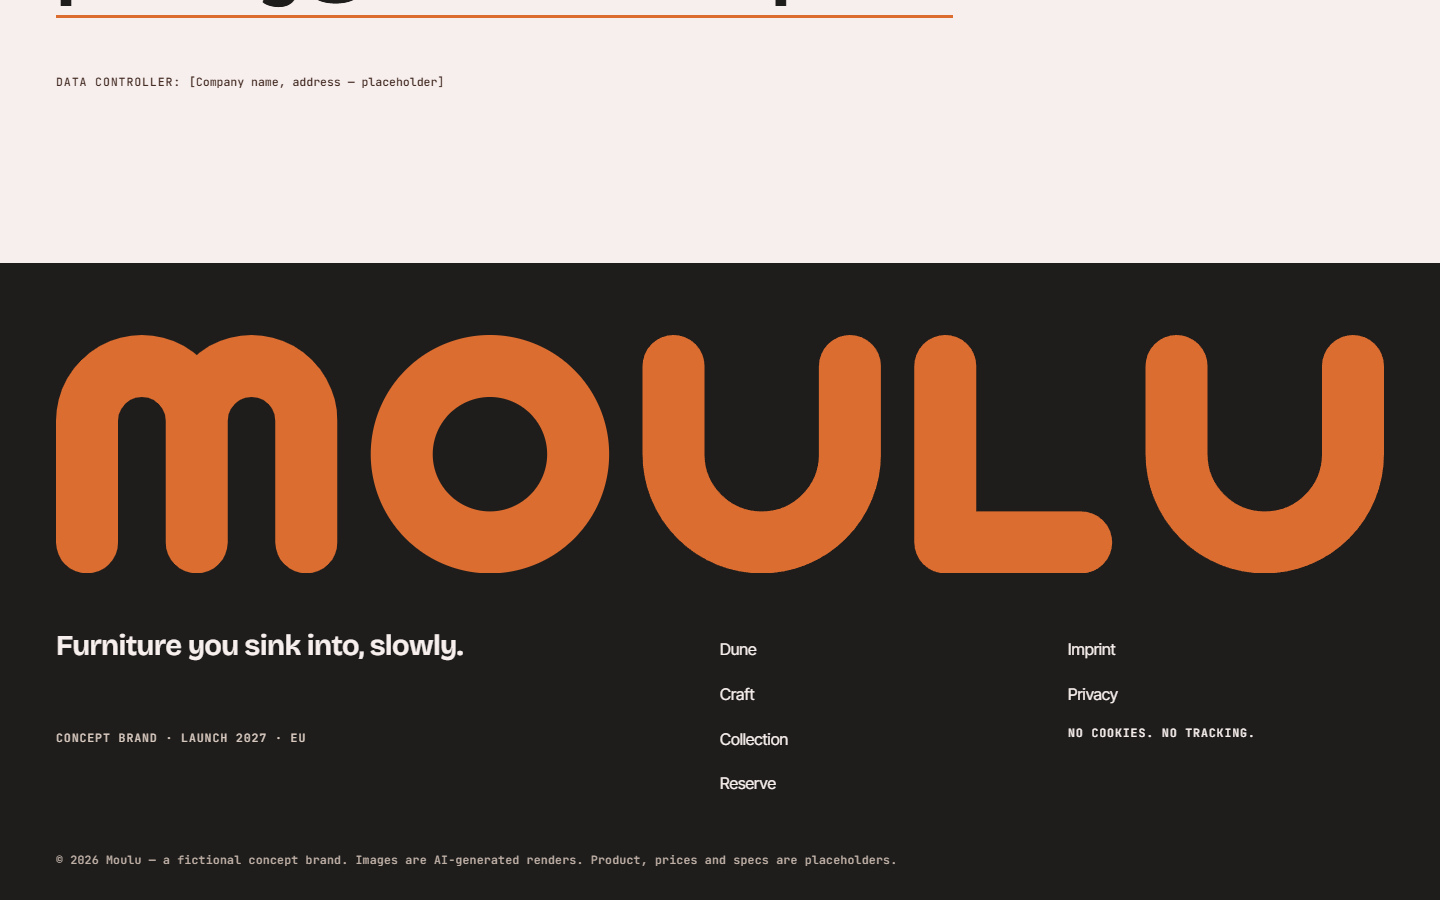 DATA CONTROLLER: [Company name, address — placeholder]
MOULU
Furniture you sink into, slowly.
CONCEPT BRAND · LAUNCH 2027 · EU
Dune
Craft
Collection
Reserve
Imprint
Privacy
NO COOKIES. NO TRACKING.
© 2026 Moulu — a fictional concept brand. Images are AI-generated renders. Product, prices and specs are placeholders.